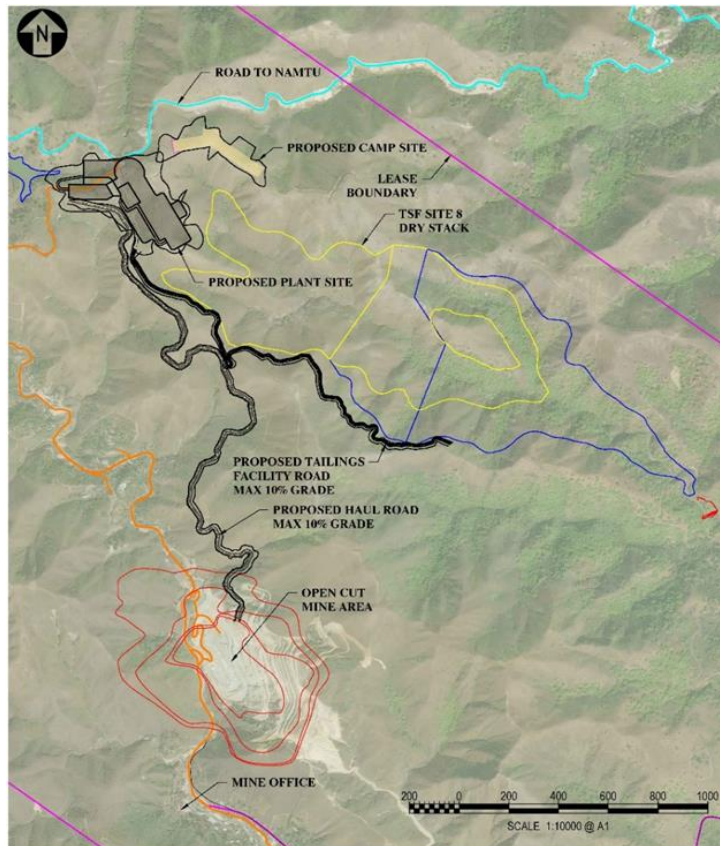 N
ROAD TO NAMTU
PROPOSED CAMP SITE
LEASE
BOUNDARY
TSF SITE 8
DRY STACK
PROPOSED PLANT SITE
PROPOSED TAILINGS
FACILITY ROAD
MAX 10% GRADE
PROPOSED HAUL ROAD
MAX 10% GRADE
OPEN CUT
MINE AREA
MINE OFFICE
200 0 200 400 600 800 1000
SCALE 1:10000 @ A1